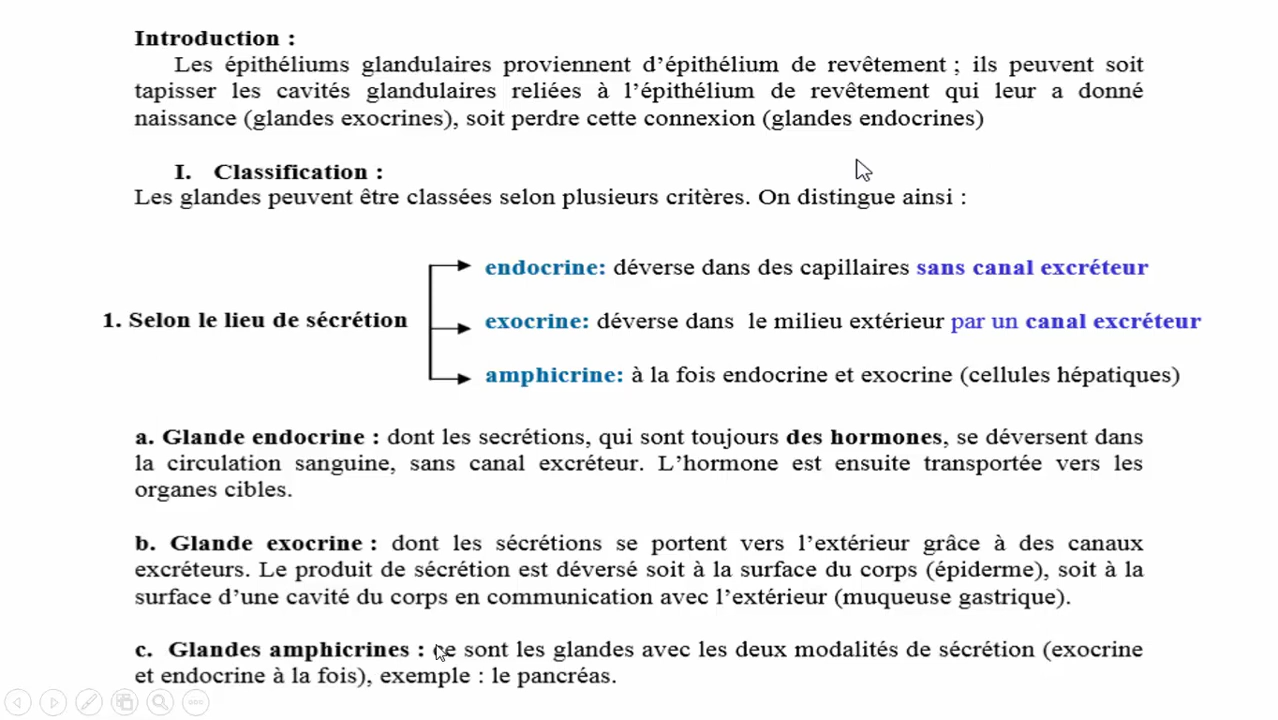 Introduction :
Les épithéliums glandulaires proviennent d’épithélium de revêtement ; ils peuvent soit
tapisser les cavités glandulaires reliées à l’épithélium de revêtement qui leur a donné
naissance (glandes exocrines), soit perdre cette connexion (glandes endocrines)
I. Classification :
Les glandes peuvent être classées selon plusieurs critères. On distingue ainsi :
endocrine: déverse dans des capillaires sans canal excréteur
1. Selon le lieu de sécrétion
exocrine: déverse dans le milieu extérieur par un canal excréteur
amphicrine: à la fois endocrine et exocrine (cellules hépatiques)
a. Glande endocrine : dont les secrétions, qui sont toujours des hormones, se déversent dans
la circulation sanguine, sans canal excréteur. L’hormone est ensuite transportée vers les
organes cibles.
b. Glande exocrine : dont les sécrétions se portent vers l’extérieur grâce à des canaux
excréteurs. Le produit de sécrétion est déversé soit à la surface du corps (épiderme), soit à la
surface d’une cavité du corps en communication avec l’extérieur (muqueuse gastrique).
c. Glandes amphicrines : ce sont les glandes avec les deux modalités de sécrétion (exocrine
et endocrine à la fois), exemple : le pancréas.